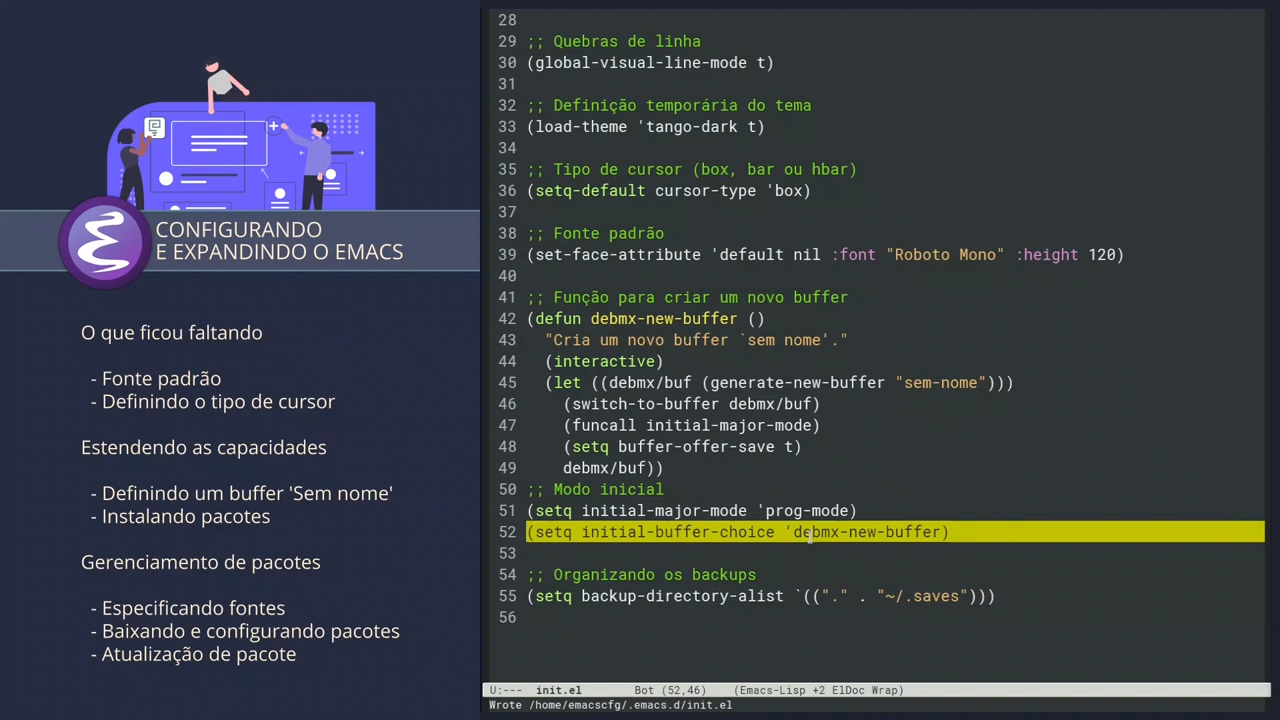 CONFIGURANDO
E EXPANDINDO O EMACS
O que ficou faltando
- Fonte padrão
- Definindo o tipo de cursor
Estendendo as capacidades
- Definindo um buffer 'Sem nome'
- Instalando pacotes
Gerenciamento de pacotes
- Especificando fontes
- Baixando e configurando pacotes
- Atualização de pacote
28
29 ;; Quebras de linha
30 (global-visual-line-mode t)
31
32 ;; Definição temporária do tema
33 (load-theme 'tango-dark t)
34
35 ;; Tipo de cursor (box, bar ou hbar)
36 (setq-default cursor-type 'box)
37
38 ;; Fonte padrão
39 (set-face-attribute 'default nil :font "Roboto Mono" :height 120)
40
41 ;; Função para criar um novo buffer
42 (defun debmx-new-buffer ()
43   "Cria um novo buffer `sem nome'."
44   (interactive)
45   (let ((debmx/buf (generate-new-buffer "sem-nome")))
46     (switch-to-buffer debmx/buf)
47     (funcall initial-major-mode)
48     (setq buffer-offer-save t)
49     debmx/buf))
50 ;; Modo inicial
51 (setq initial-major-mode 'prog-mode)
52 (setq initial-buffer-choice 'debmx-new-buffer)
53
54 ;; Organizando os backups
55 (setq backup-directory-alist `(("." . "~/.saves")))
56
U:--- init.el Bot (52,46) (Emacs-Lisp +2 ElDoc Wrap)
Wrote /home/emacscfg/.emacs.d/init.el